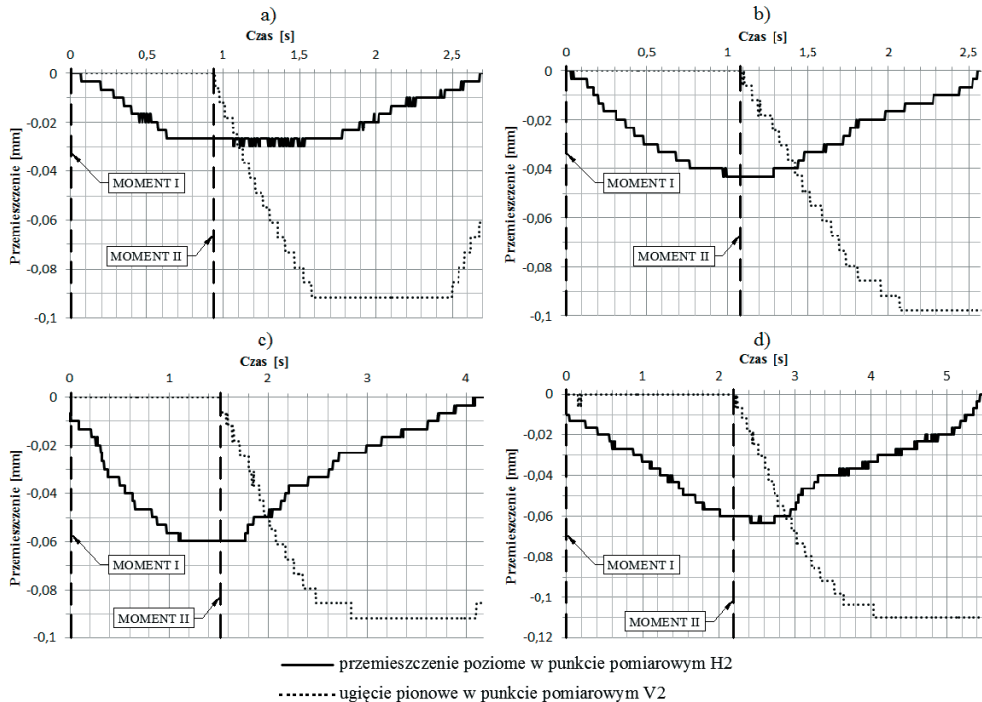 a)
Czas [s]
0 0,5 1 1,5 2 2,5
Przemieszczenie [mm]
0
-0,02
-0,04
-0,06
-0,08
-0,1
MOMENT I
MOMENT II
b)
Czas [s]
0 0,5 1 1,5 2 2,5
Przemieszczenie [mm]
0
-0,02
-0,04
-0,06
-0,08
-0,1
MOMENT I
MOMENT II
c)
Czas [s]
0 1 2 3 4
Przemieszczenie [mm]
0
-0,02
-0,04
-0,06
-0,08
-0,1
MOMENT I
MOMENT II
d)
Czas [s]
0 1 2 3 4 5
Przemieszczenie [mm]
0
-0,02
-0,04
-0,06
-0,08
-0,1
-0,12
MOMENT I
MOMENT II
przemieszczenie poziome w punkcie pomiarowym H2
ugięcie pionowe w punkcie pomiarowym V2